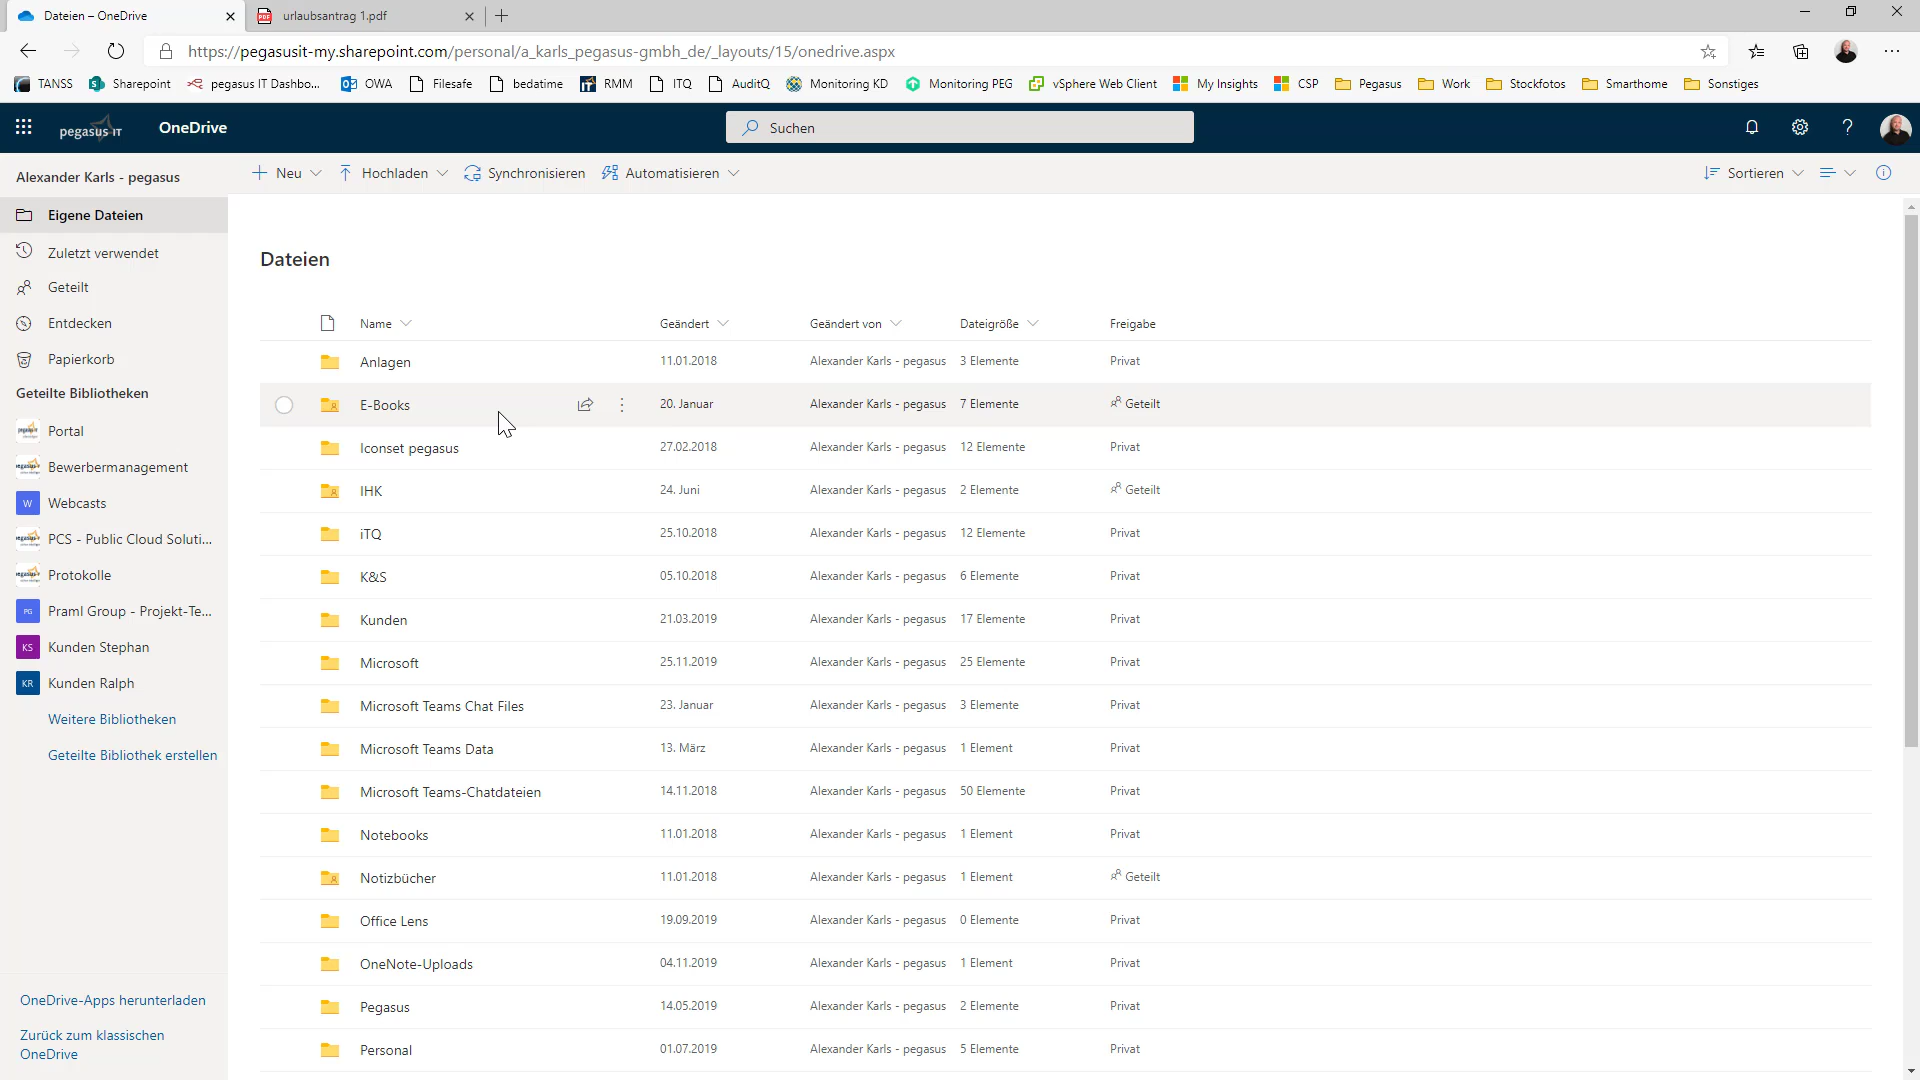 Dateien – OneDrive
urlaubsantrag 1.pdf
https://pegasusit-my.sharepoint.com/personal/a_karls_pegasus-gmbh_de/_layouts/15/onedrive.aspx
TANSS Sharepoint pegasus IT Dashbo... OWA Filesafe bedatime RMM ITQ AuditQ Monitoring KD Monitoring PEG vSphere Web Client My Insights CSP Pegasus Work Stockfotos Smarthome Sonstiges
pegasus IT OneDrive Suchen
Alexander Karls - pegasus
Neu Hochladen Synchronisieren Automatisieren Sortieren
Eigene Dateien
Zuletzt verwendet
Geteilt
Entdecken
Papierkorb
Geteilte Bibliotheken
Portal
Bewerbermanagement
W Webcasts
PCS - Public Cloud Soluti...
Protokolle
PG Praml Group - Projekt-Te...
KS Kunden Stephan
KR Kunden Ralph
Weitere Bibliotheken
Geteilte Bibliothek erstellen
OneDrive-Apps herunterladen
Zurück zum klassischen
OneDrive
Dateien
Name Geändert Geändert von Dateigröße Freigabe
Anlagen 11.01.2018 Alexander Karls - pegasus 3 Elemente Privat
E-Books 20. Januar Alexander Karls - pegasus 7 Elemente Geteilt
Iconset pegasus 27.02.2018 Alexander Karls - pegasus 12 Elemente Privat
IHK 24. Juni Alexander Karls - pegasus 2 Elemente Geteilt
iTQ 25.10.2018 Alexander Karls - pegasus 12 Elemente Privat
K&S 05.10.2018 Alexander Karls - pegasus 6 Elemente Privat
Kunden 21.03.2019 Alexander Karls - pegasus 17 Elemente Privat
Microsoft 25.11.2019 Alexander Karls - pegasus 25 Elemente Privat
Microsoft Teams Chat Files 23. Januar Alexander Karls - pegasus 3 Elemente Privat
Microsoft Teams Data 13. März Alexander Karls - pegasus 1 Element Privat
Microsoft Teams-Chatdateien 14.11.2018 Alexander Karls - pegasus 50 Elemente Privat
Notebooks 11.01.2018 Alexander Karls - pegasus 1 Element Privat
Notizbücher 11.01.2018 Alexander Karls - pegasus 1 Element Geteilt
Office Lens 19.09.2019 Alexander Karls - pegasus 0 Elemente Privat
OneNote-Uploads 04.11.2019 Alexander Karls - pegasus 1 Element Privat
Pegasus 14.05.2019 Alexander Karls - pegasus 2 Elemente Privat
Personal 01.07.2019 Alexander Karls - pegasus 5 Elemente Privat